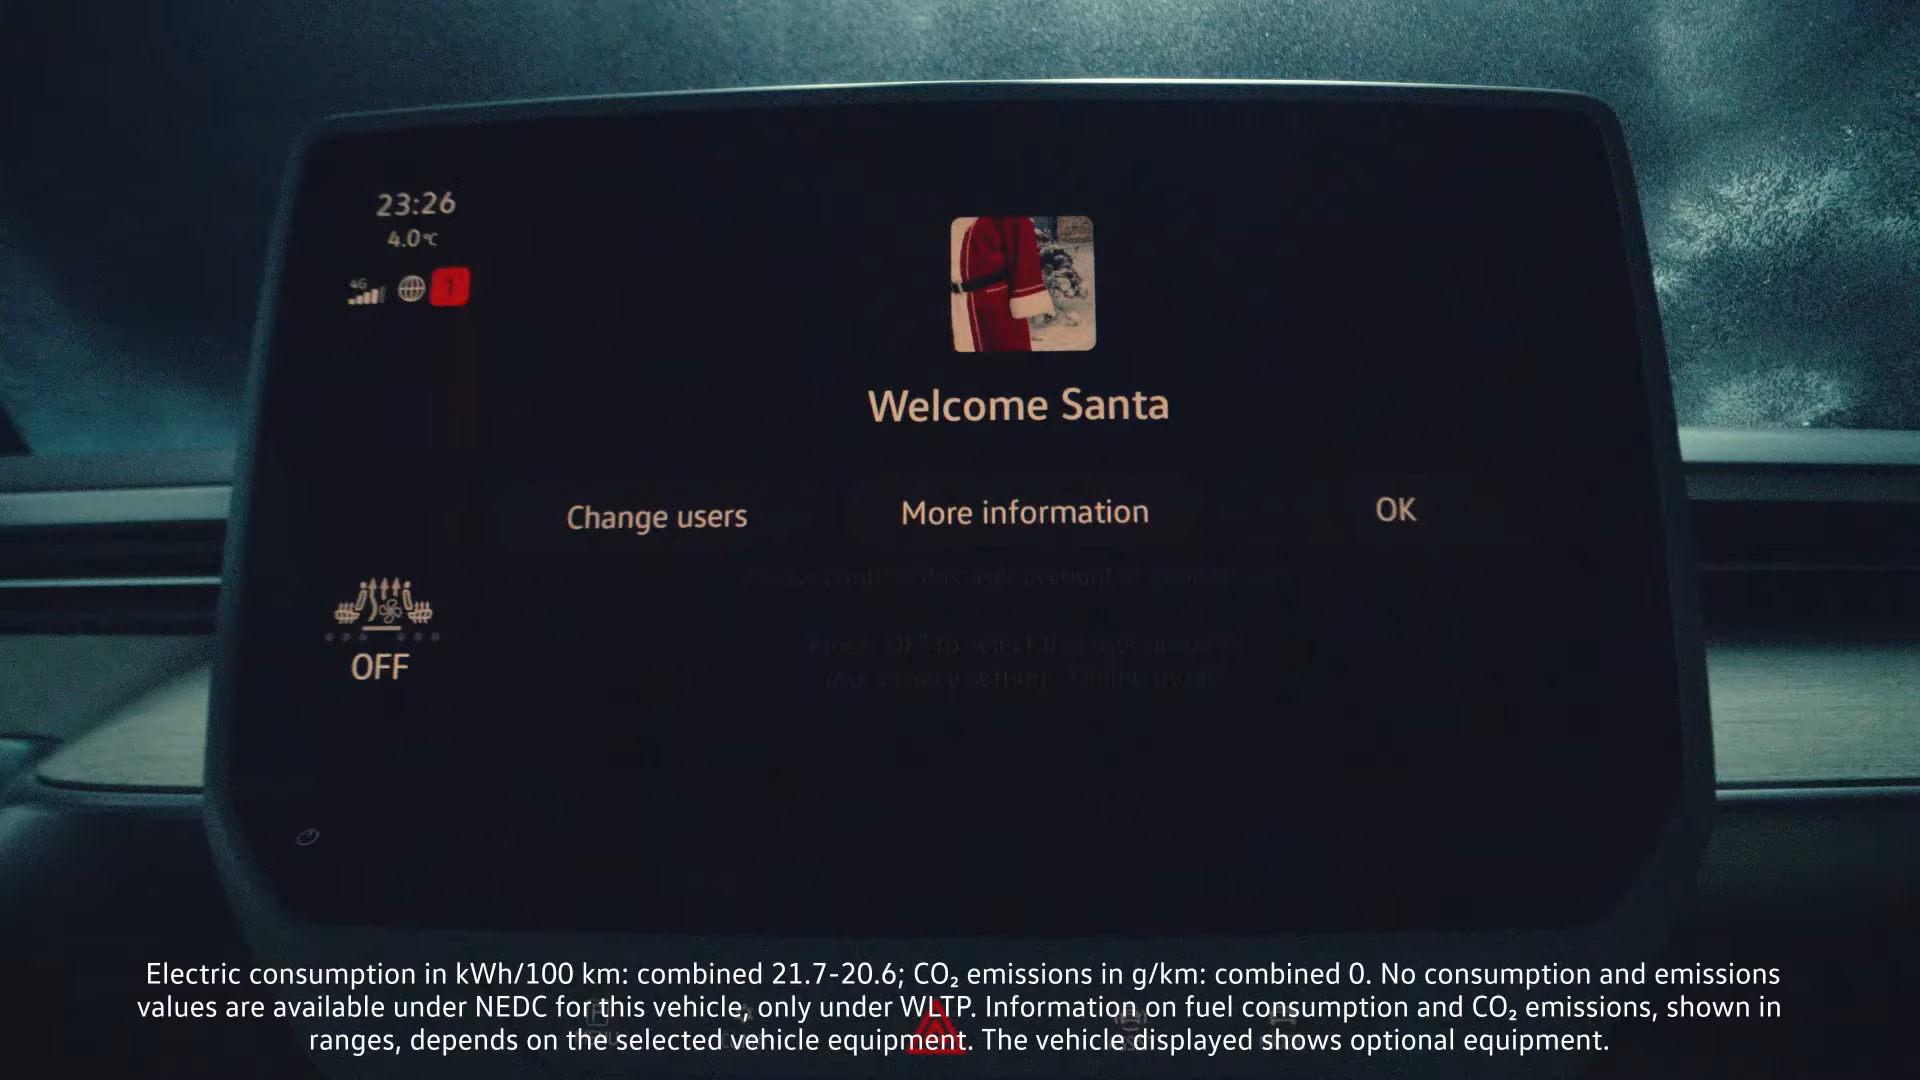 23:26
4.0°C
4G
Welcome Santa
Change users
More information
OK
OFF
Electric consumption in kWh/100 km: combined 21.7-20.6; CO₂ emissions in g/km: combined 0. No consumption and emissions
values are available under NEDC for this vehicle, only under WLTP. Information on fuel consumption and CO₂ emissions, shown in
ranges, depends on the selected vehicle equipment. The vehicle displayed shows optional equipment.